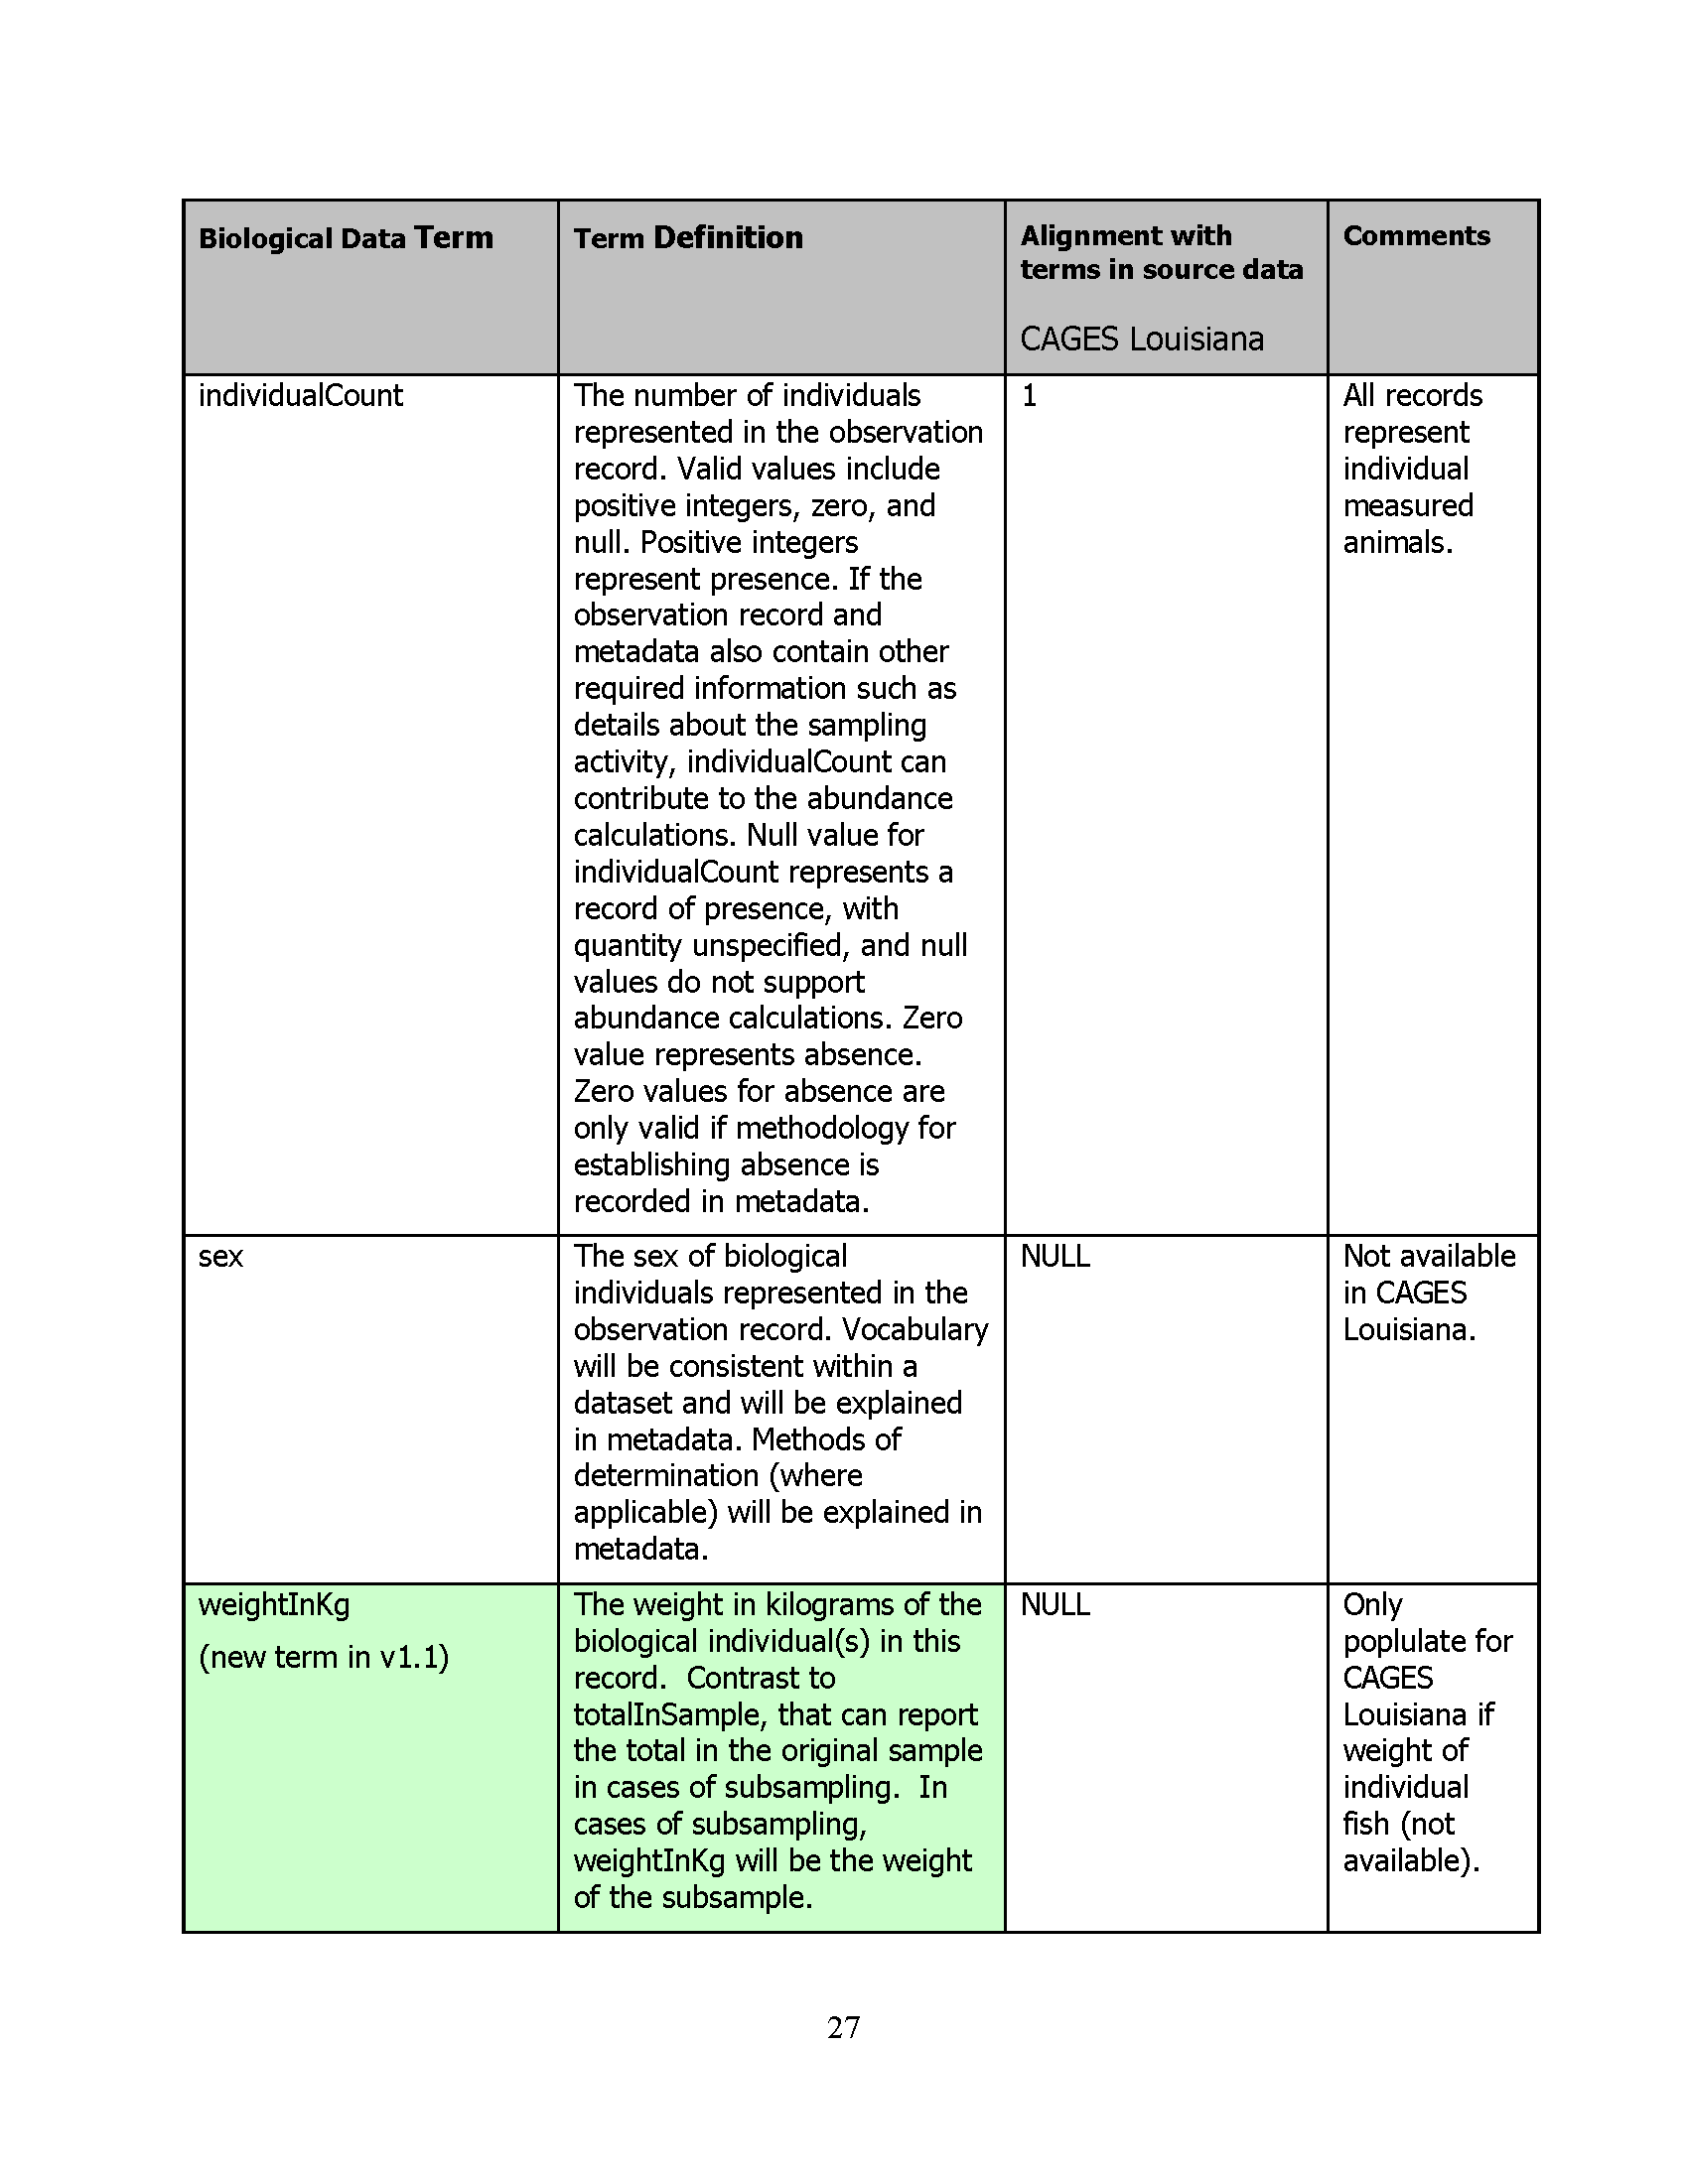 Biological Data Term
Term Definition
Alignment with
terms in source data
CAGES Louisiana
Comments
individualCount
The number of individuals
represented in the observation
record. Valid values include
positive integers, zero, and
null. Positive integers
represent presence. If the
observation record and
metadata also contain other
required information such as
details about the sampling
activity, individualCount can
contribute to the abundance
calculations. Null value for
individualCount represents a
record of presence, with
quantity unspecified, and null
values do not support
abundance calculations. Zero
value represents absence.
Zero values for absence are
only valid if methodology for
establishing absence is
recorded in metadata.
1
All records
represent
individual
measured
animals.
sex
The sex of biological
individuals represented in the
observation record. Vocabulary
will be consistent within a
dataset and will be explained
in metadata. Methods of
determination (where
applicable) will be explained in
metadata.
NULL
Not available
in CAGES
Louisiana.
weightInKg
(new term in v1.1)
The weight in kilograms of the
biological individual(s) in this
record.  Contrast to
totalInSample, that can report
the total in the original sample
in cases of subsampling.  In
cases of subsampling,
weightInKg will be the weight
of the subsample.
NULL
Only
poplulate for
CAGES
Louisiana if
weight of
individual
fish (not
available).
27